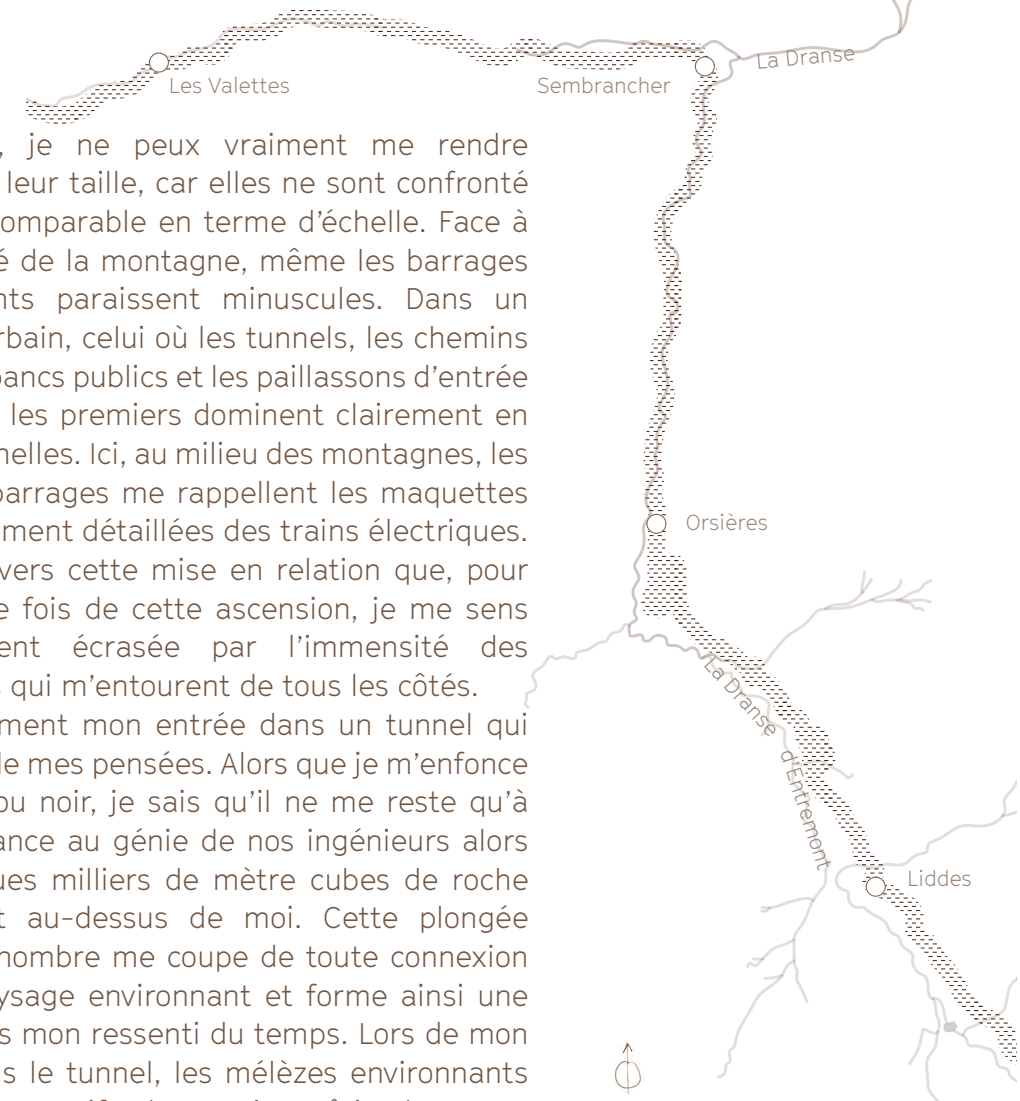 La Dranse
Les Valettes
Sembrancher
, je ne peux vraiment me rendre
leur taille, car elles ne sont confronté
omparable en terme d’échelle. Face à
é de la montagne, même les barrages
nts paraissent minuscules. Dans un
rbain, celui où les tunnels, les chemins
bancs publics et les paillassons d’entrée
les premiers dominent clairement en
helles. Ici, au milieu des montagnes, les
barrages me rappellent les maquettes
ment détaillées des trains électriques.
vers cette mise en relation que, pour
e fois de cette ascension, je me sens
ent écrasée par l’immensité des
qui m’entourent de tous les côtés.
ment mon entrée dans un tunnel qui
de mes pensées. Alors que je m’enfonce
ou noir, je sais qu’il ne me reste qu’à
ance au génie de nos ingénieurs alors
ues milliers de mètre cubes de roche
t au-dessus de moi. Cette plongée
nombre me coupe de toute connexion
ysage environnant et forme ainsi une
s mon ressenti du temps. Lors de mon
s le tunnel, les mélèzes environnants
Orsières
La Dranse d’Entremont
Liddes